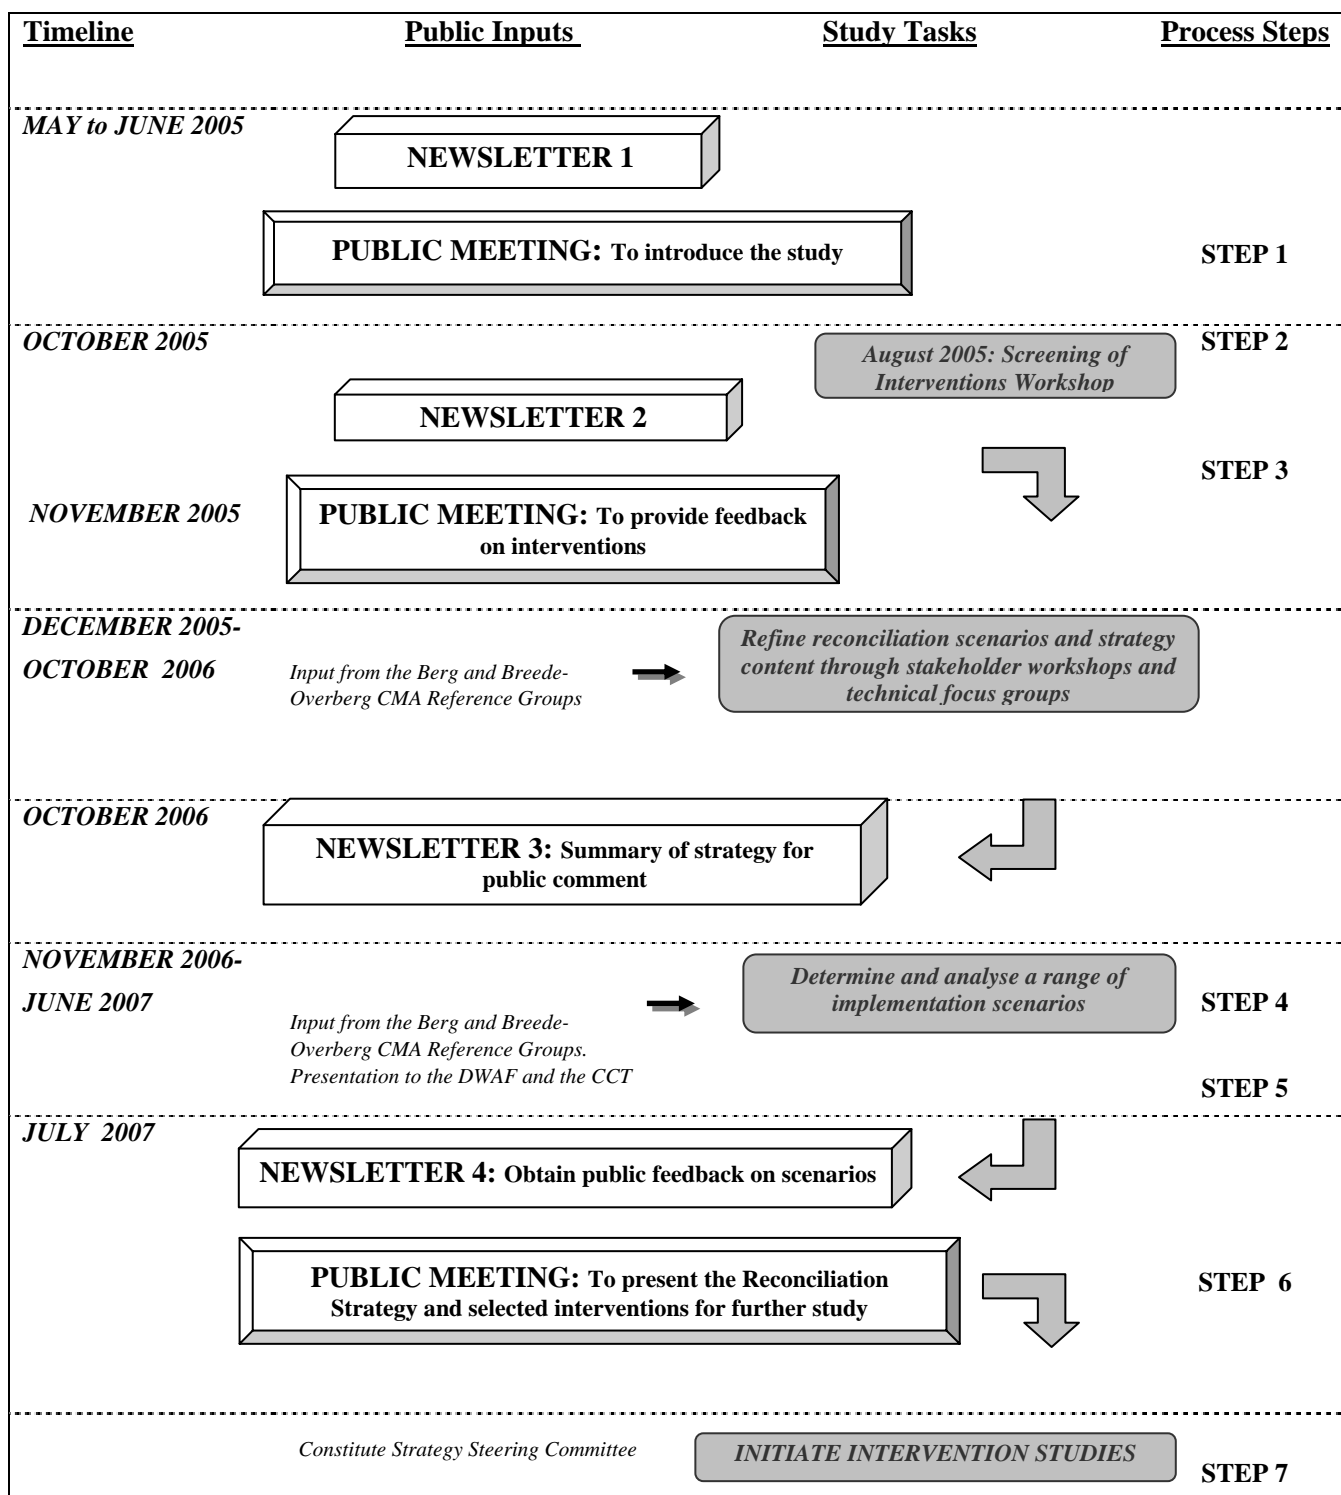 Timeline Public Inputs Study Tasks Process Steps
MAY to JUNE 2005
NEWSLETTER 1
PUBLIC MEETING: To introduce the study
STEP 1
OCTOBER 2005
August 2005: Screening of
Interventions Workshop
STEP 2
NEWSLETTER 2
STEP 3
NOVEMBER 2005
PUBLIC MEETING: To provide feedback
on interventions
DECEMBER 2005-
OCTOBER 2006
Input from the Berg and Breede-
Overberg CMA Reference Groups
Refine reconciliation scenarios and strategy
content through stakeholder workshops and
technical focus groups
OCTOBER 2006
NEWSLETTER 3: Summary of strategy for
public comment
NOVEMBER 2006-
JUNE 2007
Input from the Berg and Breede-
Overberg CMA Reference Groups.
Presentation to the DWAF and the CCT
Determine and analyse a range of
implementation scenarios
STEP 4
STEP 5
JULY 2007
NEWSLETTER 4: Obtain public feedback on scenarios
PUBLIC MEETING: To present the Reconciliation
Strategy and selected interventions for further study
STEP 6
Constitute Strategy Steering Committee
INITIATE INTERVENTION STUDIES
STEP 7